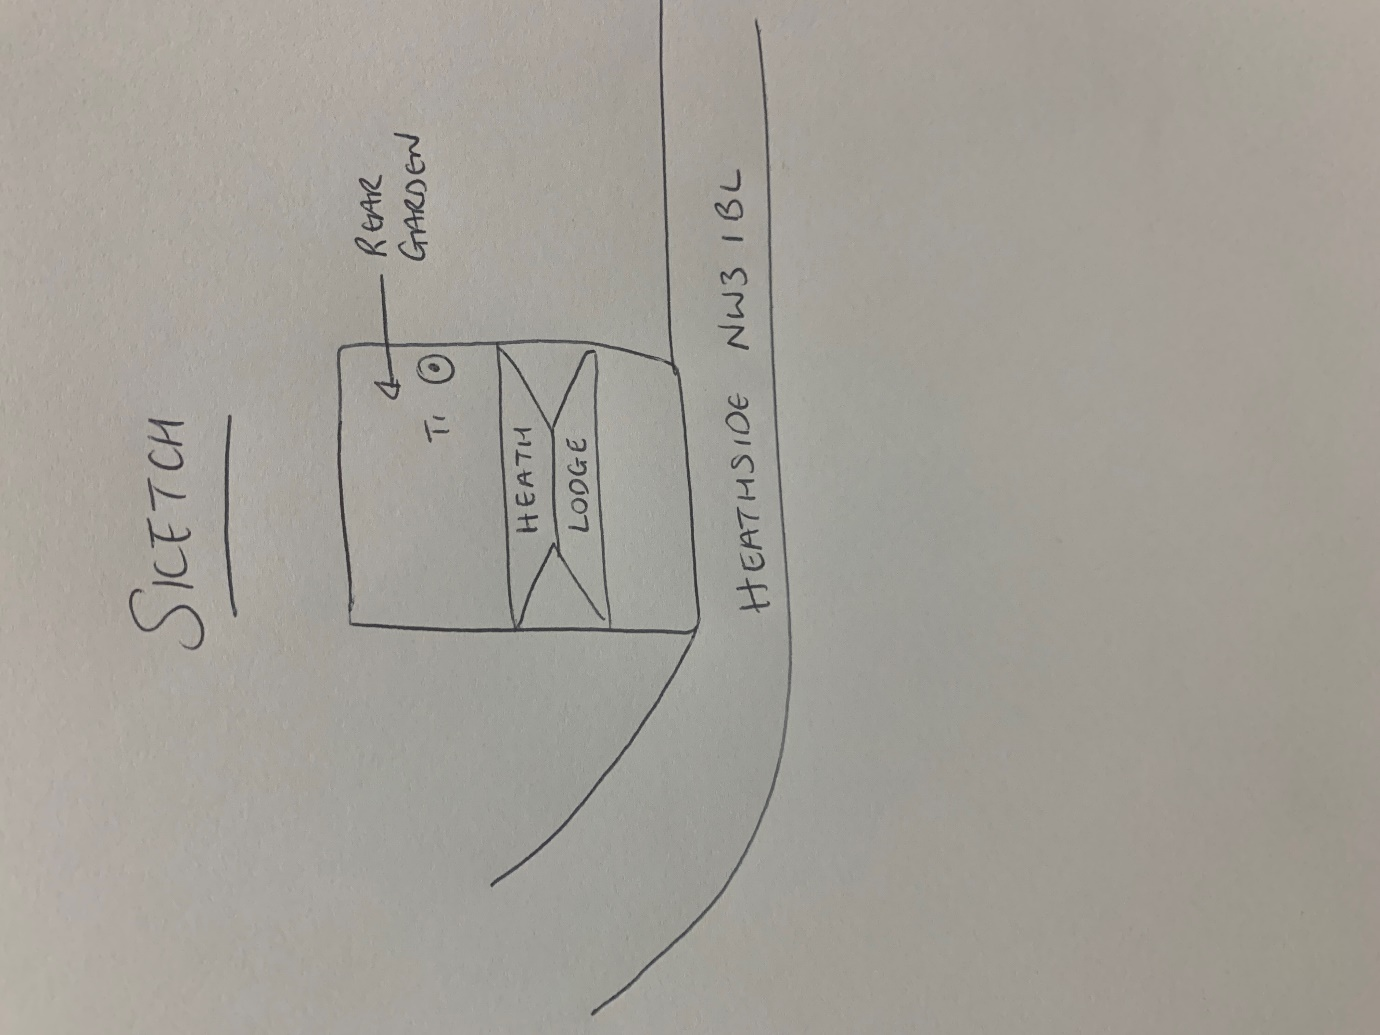 SKETCH
REAR
GARDEN
T1
HEATH
LODGE
HEATHSIDE NW3 1BL